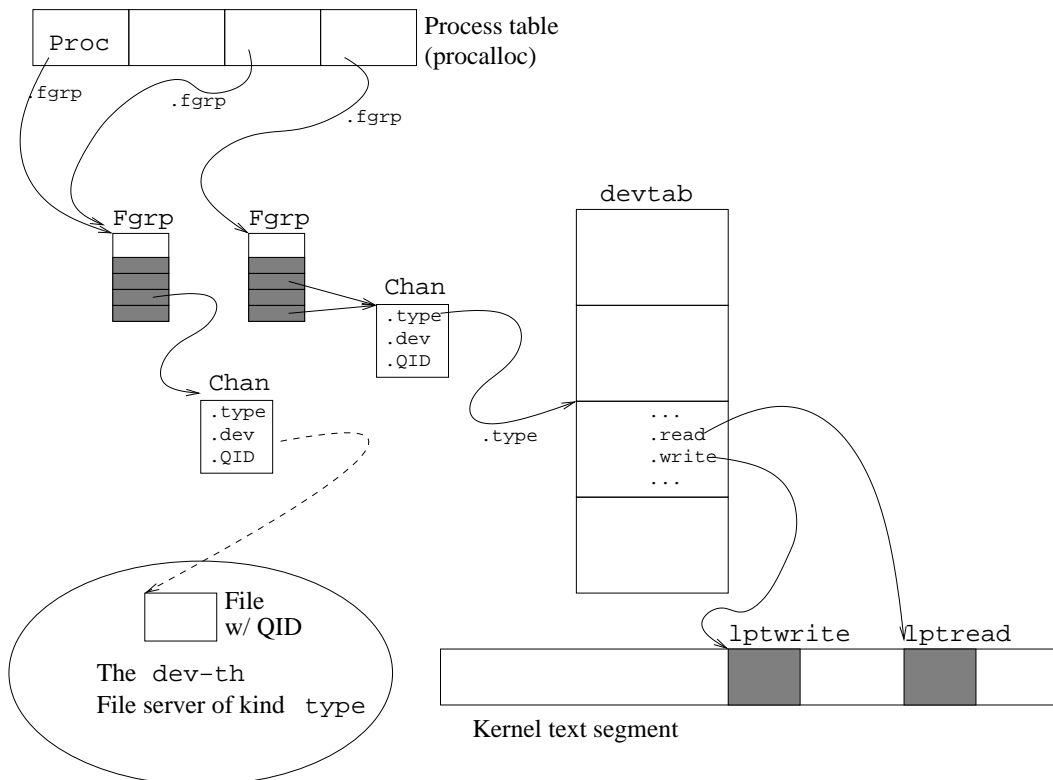 Process table
(procalloc)
Proc
.fgrp
.fgrp
.fgrp
devtab
Fgrp
Fgrp
Chan
.type
.dev
.QID
Chan
.type
.dev
.QID
.type
...
.read
.write
...
File
w/ QID
The dev-th
File server of kind type
lptwrite
lptread
Kernel text segment